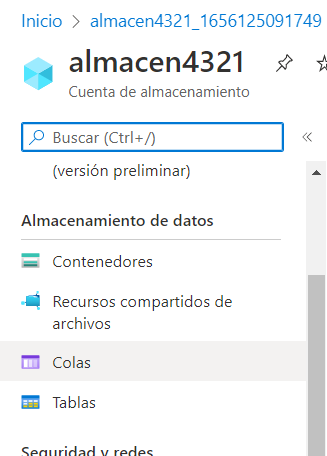 Inicio > almacen4321_1656125091749
almacen4321
Cuenta de almacenamiento
Buscar (Ctrl+/)
(versión preliminar)
Almacenamiento de datos
Contenedores
Recursos compartidos de
archivos
Colas
Tablas
Seguridad y redes